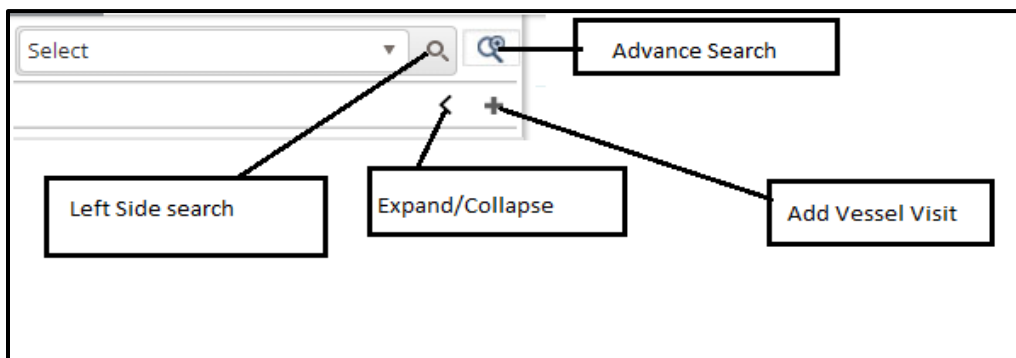 Select
Advance Search
Left Side search
Expand/Collapse
Add Vessel Visit